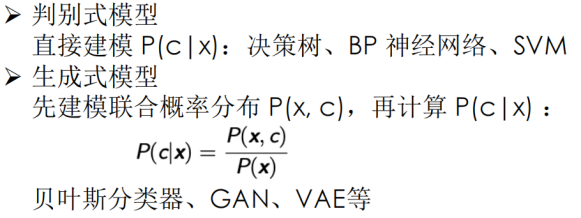 ➢ 判别式模型
直接建模 P(c|x)：决策树、BP 神经网络、SVM
➢ 生成式模型
先建模联合概率分布 P(x, c)，再计算 P(c|x)：
P(c|x) = P(x, c) / P(x)
贝叶斯分类器、GAN、VAE等